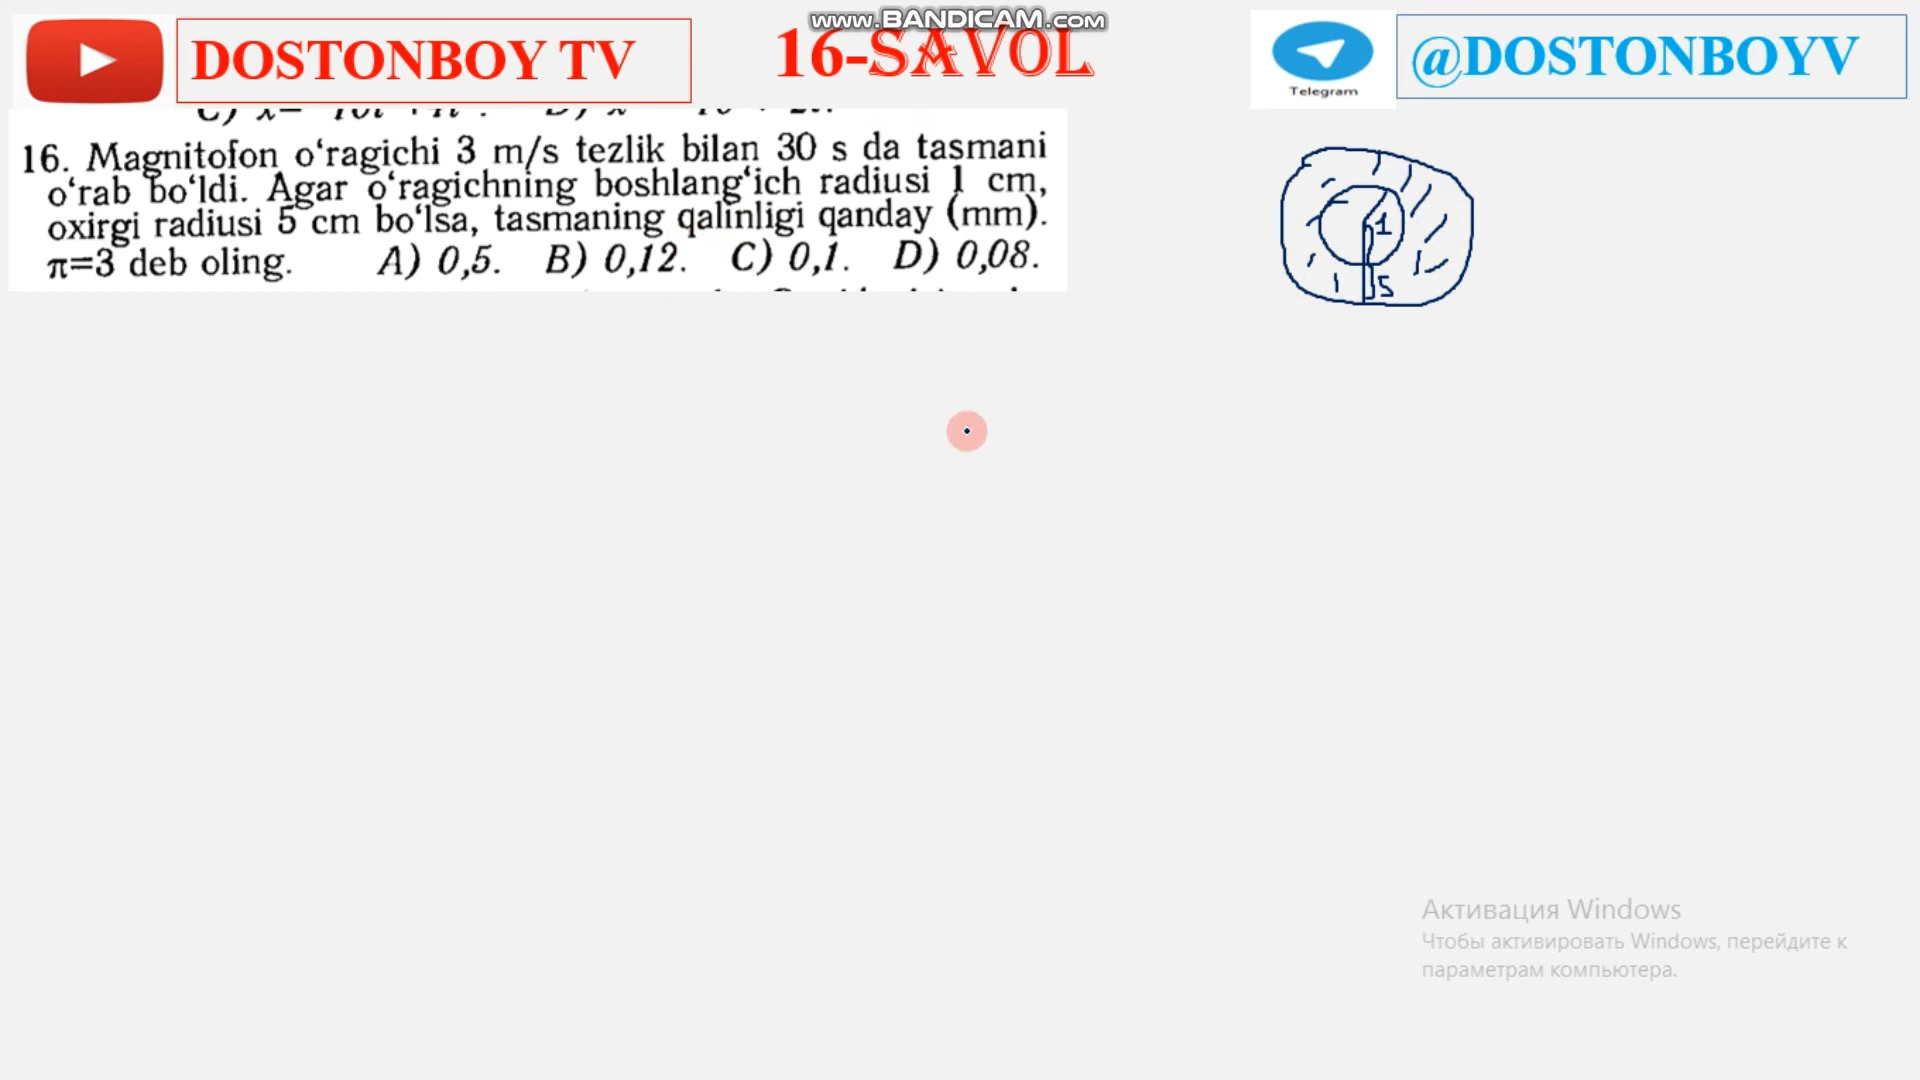 www.BANDICAM.com
DOSTONBOY TV
16-SAVOL
Telegram
@DOSTONBOYV
16. Magnitofon o‘ragichi 3 m/s tezlik bilan 30 s da tasmani
o‘rab bo‘ldi. Agar o‘ragichning boshlang‘ich radiusi 1 cm,
oxirgi radiusi 5 cm bo‘lsa, tasmaning qalinligi qanday (mm).
π=3 deb oling. A) 0,5. B) 0,12. C) 0,1. D) 0,08.
1
5
Активация Windows
Чтобы активировать Windows, перейдите к
параметрам компьютера.